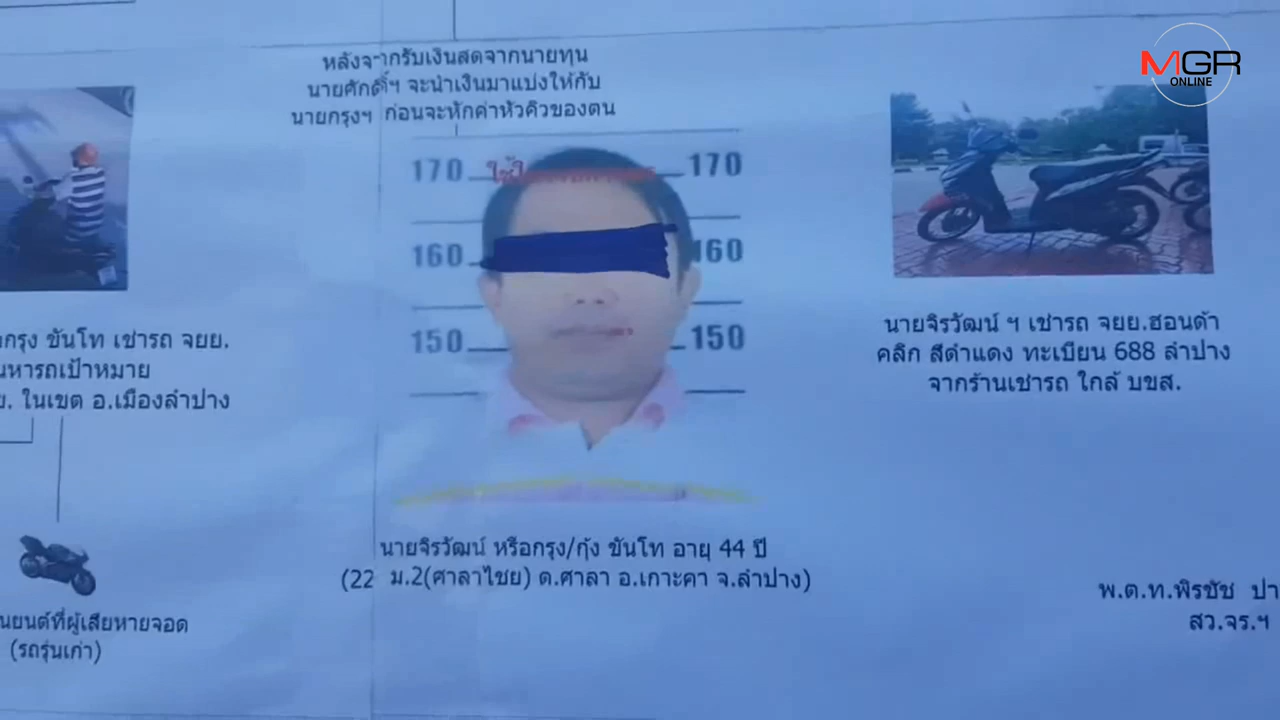 MGR
ONLINE
หลังจากรับเงินสดจากนายทุน
นายศักดิ์ฯ จะนำเงินมาแบ่งให้กับ
นายกรุงฯ ก่อนจะหักค่าหัวคิวของตน
170 170
160 160
150 150
กรุง ขันโท เช่ารถ จยย.
นหารถเป้าหมาย
ย. ในเขต อ.เมืองลำปาง
นายจิรวัฒน์ ฯ เช่ารถ จยย.ฮอนด้า
คลิก สีดำแดง ทะเบียน 688 ลำปาง
จากร้านเช่ารถ ใกล้ บขส.
นายจิรวัฒน์ หรือกรุง/กุ้ง ขันโท อายุ 44 ปี
(22 ม.2(ศาลาไชย) ต.ศาลา อ.เกาะคา จ.ลำปาง)
นยนต์ที่ผู้เสียหายจอด
(รถรุ่นเก่า)
พ.ต.ท.พิรชัช ปา
สว.จร.ฯ